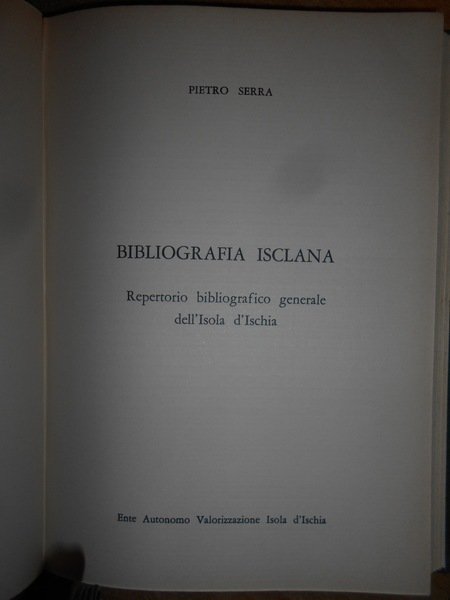 PIETRO SERRA
BIBLIOGRAFIA ISCLANA
Repertorio bibliografico generale
dell'Isola d'Ischia
Ente Autonomo Valorizzazione Isola d'Ischia